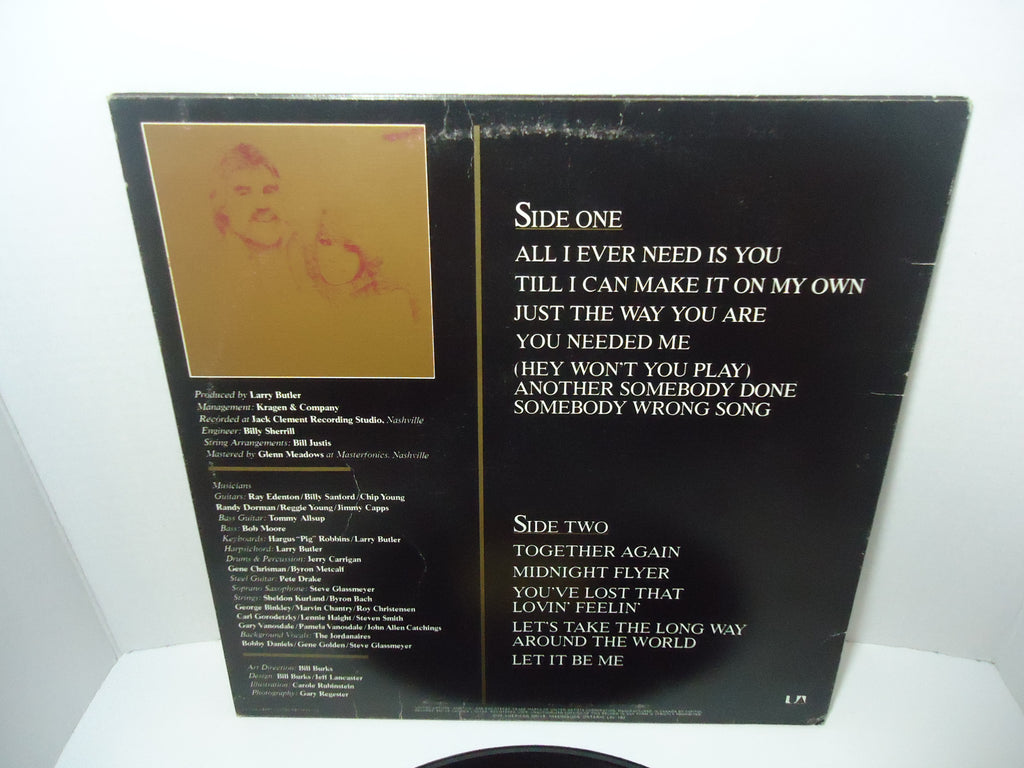 Produced by Larry Butler
Management: Kragen & Company
Recorded at Jack Clement Recording Studio, Nashville
Engineer: Billy Sherrill
String Arrangements: Bill Justis
Mastered by Glenn Meadows at Masterfonics, Nashville
Musicians
Guitars: Ray Edenton/Billy Sanford/Chip Young
Randy Dorman/Reggie Young/Jimmy Capps
Bass Guitar: Tommy Allsup
Bass: Bob Moore
Keyboards: Hargus "Pig" Robbins/Larry Butler
Harpsichord: Larry Butler
Drums & Percussion: Jerry Carrigan
Gene Chrisman/Byron Metcalf
Steel Guitar: Pete Drake
Soprano Saxophone: Steve Glassmeyer
Strings: Sheldon Kurland/Byron Bach
George Binkley/Marvin Chantry/Roy Christensen
Carl Gorodetzky/Lennie Haight/Steven Smith
Gary Vanosdale/Pamela Vanosdale/John Allen Catchings
Background Vocals: The Jordanaires
Bobby Daniels/Gene Golden/Steve Glassmeyer
Art Direction: Bill Burks
Design: Bill Burks/Jeff Lancaster
Illustration: Carole Rubinstein
Photography: Gary Regester
SIDE ONE
ALL I EVER NEED IS YOU
TILL I CAN MAKE IT ON MY OWN
JUST THE WAY YOU ARE
YOU NEEDED ME
(HEY WON'T YOU PLAY)
ANOTHER SOMEBODY DONE
SOMEBODY WRONG SONG
SIDE TWO
TOGETHER AGAIN
MIDNIGHT FLYER
YOU'VE LOST THAT
LOVIN' FEELIN'
LET'S TAKE THE LONG WAY
AROUND THE WORLD
LET IT BE ME
UA